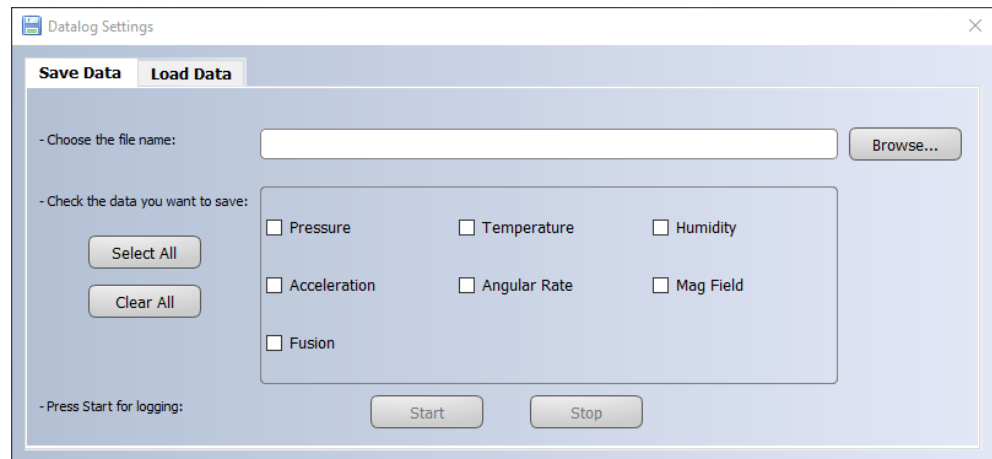 Datalog Settings
Save Data Load Data
- Choose the file name: Browse...
- Check the data you want to save:
Pressure Temperature Humidity
Select All
Acceleration Angular Rate Mag Field
Clear All
Fusion
- Press Start for logging: Start Stop